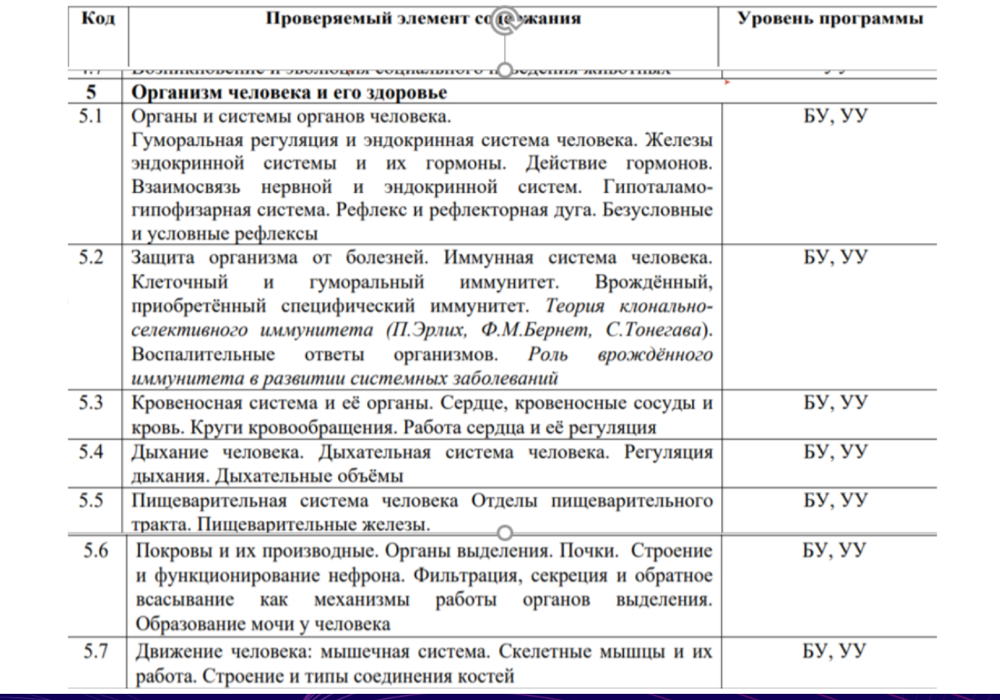 Код Проверяемый элемент содержания Уровень программы
4.7 Возникновение и эволюция социального поведения животных УУ
5 Организм человека и его здоровье
5.1 Органы и системы органов человека. БУ, УУ
Гуморальная регуляция и эндокринная система человека. Железы
эндокринной системы и их гормоны. Действие гормонов.
Взаимосвязь нервной и эндокринной систем. Гипоталамо-
гипофизарная система. Рефлекс и рефлекторная дуга. Безусловные
и условные рефлексы
5.2 Защита организма от болезней. Иммунная система человека. БУ, УУ
Клеточный и гуморальный иммунитет. Врождённый,
приобретённый специфический иммунитет. Теория клонально-
селективного иммунитета (П.Эрлих, Ф.М.Бернет, С.Тонегава).
Воспалительные ответы организмов. Роль врождённого
иммунитета в развитии системных заболеваний
5.3 Кровеносная система и её органы. Сердце, кровеносные сосуды и БУ, УУ
кровь. Круги кровообращения. Работа сердца и её регуляция
5.4 Дыхание человека. Дыхательная система человека. Регуляция БУ, УУ
дыхания. Дыхательные объёмы
5.5 Пищеварительная система человека Отделы пищеварительного БУ, УУ
тракта. Пищеварительные железы.
5.6 Покровы и их производные. Органы выделения. Почки. Строение БУ, УУ
и функционирование нефрона. Фильтрация, секреция и обратное
всасывание как механизмы работы органов выделения.
Образование мочи у человека
5.7 Движение человека: мышечная система. Скелетные мышцы и их БУ, УУ
работа. Строение и типы соединения костей